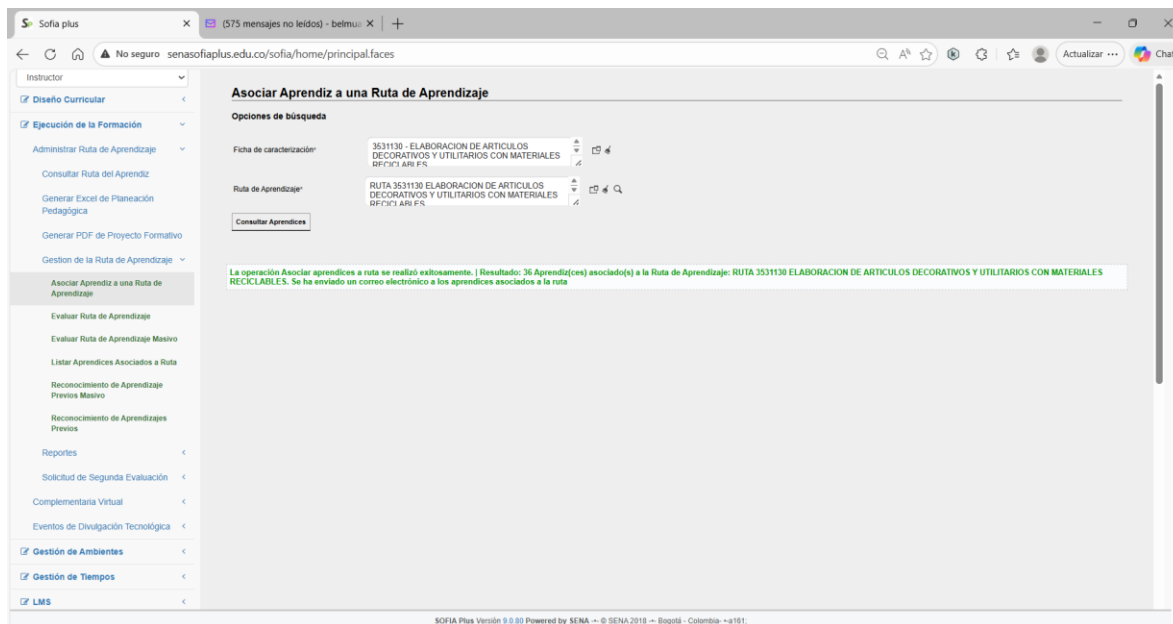 Sofia plus
(575 mensajes no leídos) - belmua
No seguro senasofiaplus.edu.co/sofia/home/principal.faces
Actualizar
Chat
Instructor
Diseño Curricular
Ejecución de la Formación
Administrar Ruta de Aprendizaje
Consultar Ruta del Aprendiz
Generar Excel de Planeación
Pedagógica
Generar PDF de Proyecto Formativo
Gestion de la Ruta de Aprendizaje
Asociar Aprendiz a una Ruta de
Aprendizaje
Evaluar Ruta de Aprendizaje
Evaluar Ruta de Aprendizaje Masivo
Listar Aprendices Asociados a Ruta
Reconocimiento de Aprendizaje
Previos Masivo
Reconocimiento de Aprendizajes
Previos
Reportes
Solicitud de Segunda Evaluación
Complementaria Virtual
Eventos de Divulgación Tecnológica
Gestión de Ambientes
Gestión de Tiempos
LMS
Asociar Aprendiz a una Ruta de Aprendizaje
Opciones de búsqueda
Ficha de caracterización*
3531130 - ELABORACION DE ARTICULOS
DECORATIVOS Y UTILITARIOS CON MATERIALES
RECICLABLES
Ruta de Aprendizaje*
RUTA 3531130 ELABORACION DE ARTICULOS
DECORATIVOS Y UTILITARIOS CON MATERIALES
RECICLABLES
Consultar Aprendices
La operación Asociar aprendices a ruta se realizó exitosamente. | Resultado: 36 Aprendiz(ces) asociado(s) a la Ruta de Aprendizaje: RUTA 3531130 ELABORACION DE ARTICULOS DECORATIVOS Y UTILITARIOS CON MATERIALES
RECICLABLES. Se ha enviado un correo electrónico a los aprendices asociados a la ruta
SOFIA Plus Versión 9.0.80 Powered by SENA -•- © SENA 2018 -•- Bogotá - Colombia- •-a161: